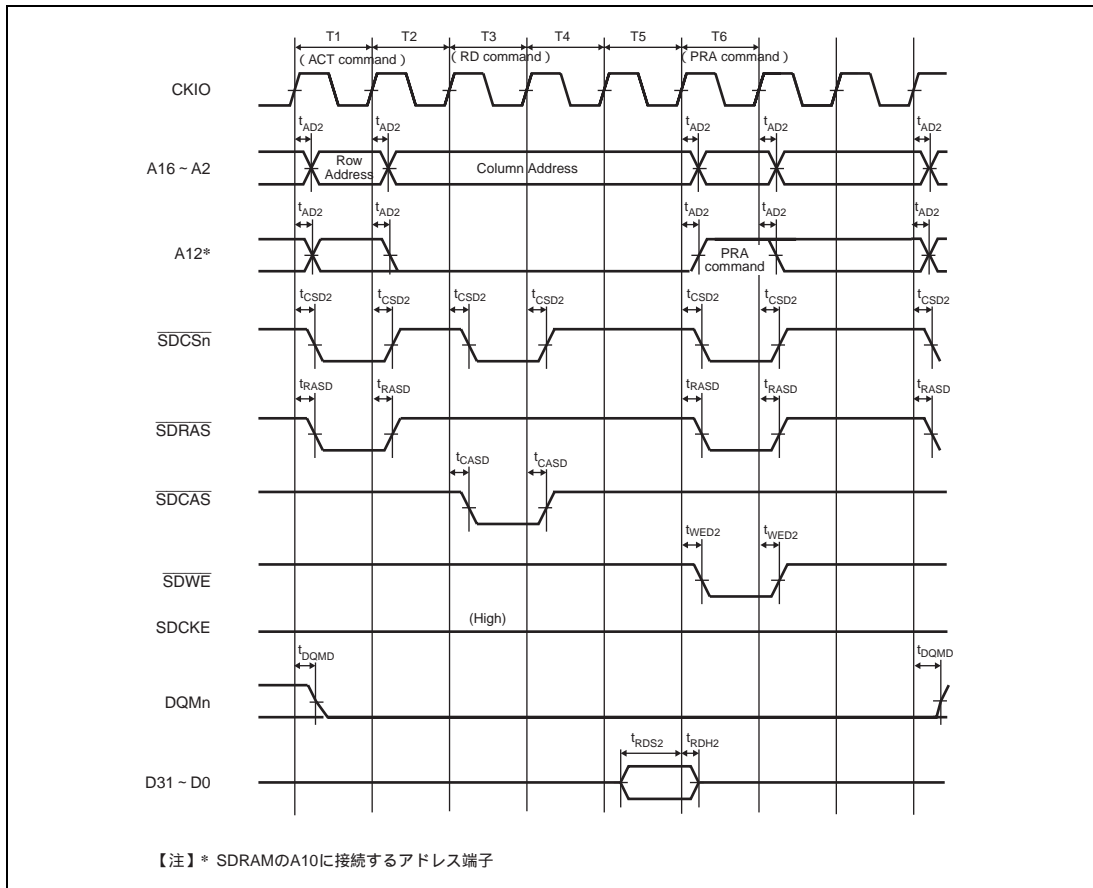 T1 T2 T3 T4 T5 T6
( ACT command ) ( RD command ) ( PRA command )
CKIO
tAD2 tAD2 tAD2 tAD2 tAD2
A16 ~ A2 Row Address Column Address
tAD2 tAD2 tAD2 tAD2 tAD2
A12* PRA command
tCSD2 tCSD2 tCSD2 tCSD2 tCSD2 tCSD2 tCSD2
SDCSn
tRASD tRASD tRASD tRASD tRASD
SDRAS
tCASD tCASD
SDCAS
tWED2 tWED2
SDWE
(High)
SDCKE
tDQMD tDQMD
DQMn
tRDS2 tRDH2
D31 ~ D0
【注】* SDRAMのA10に接続するアドレス端子